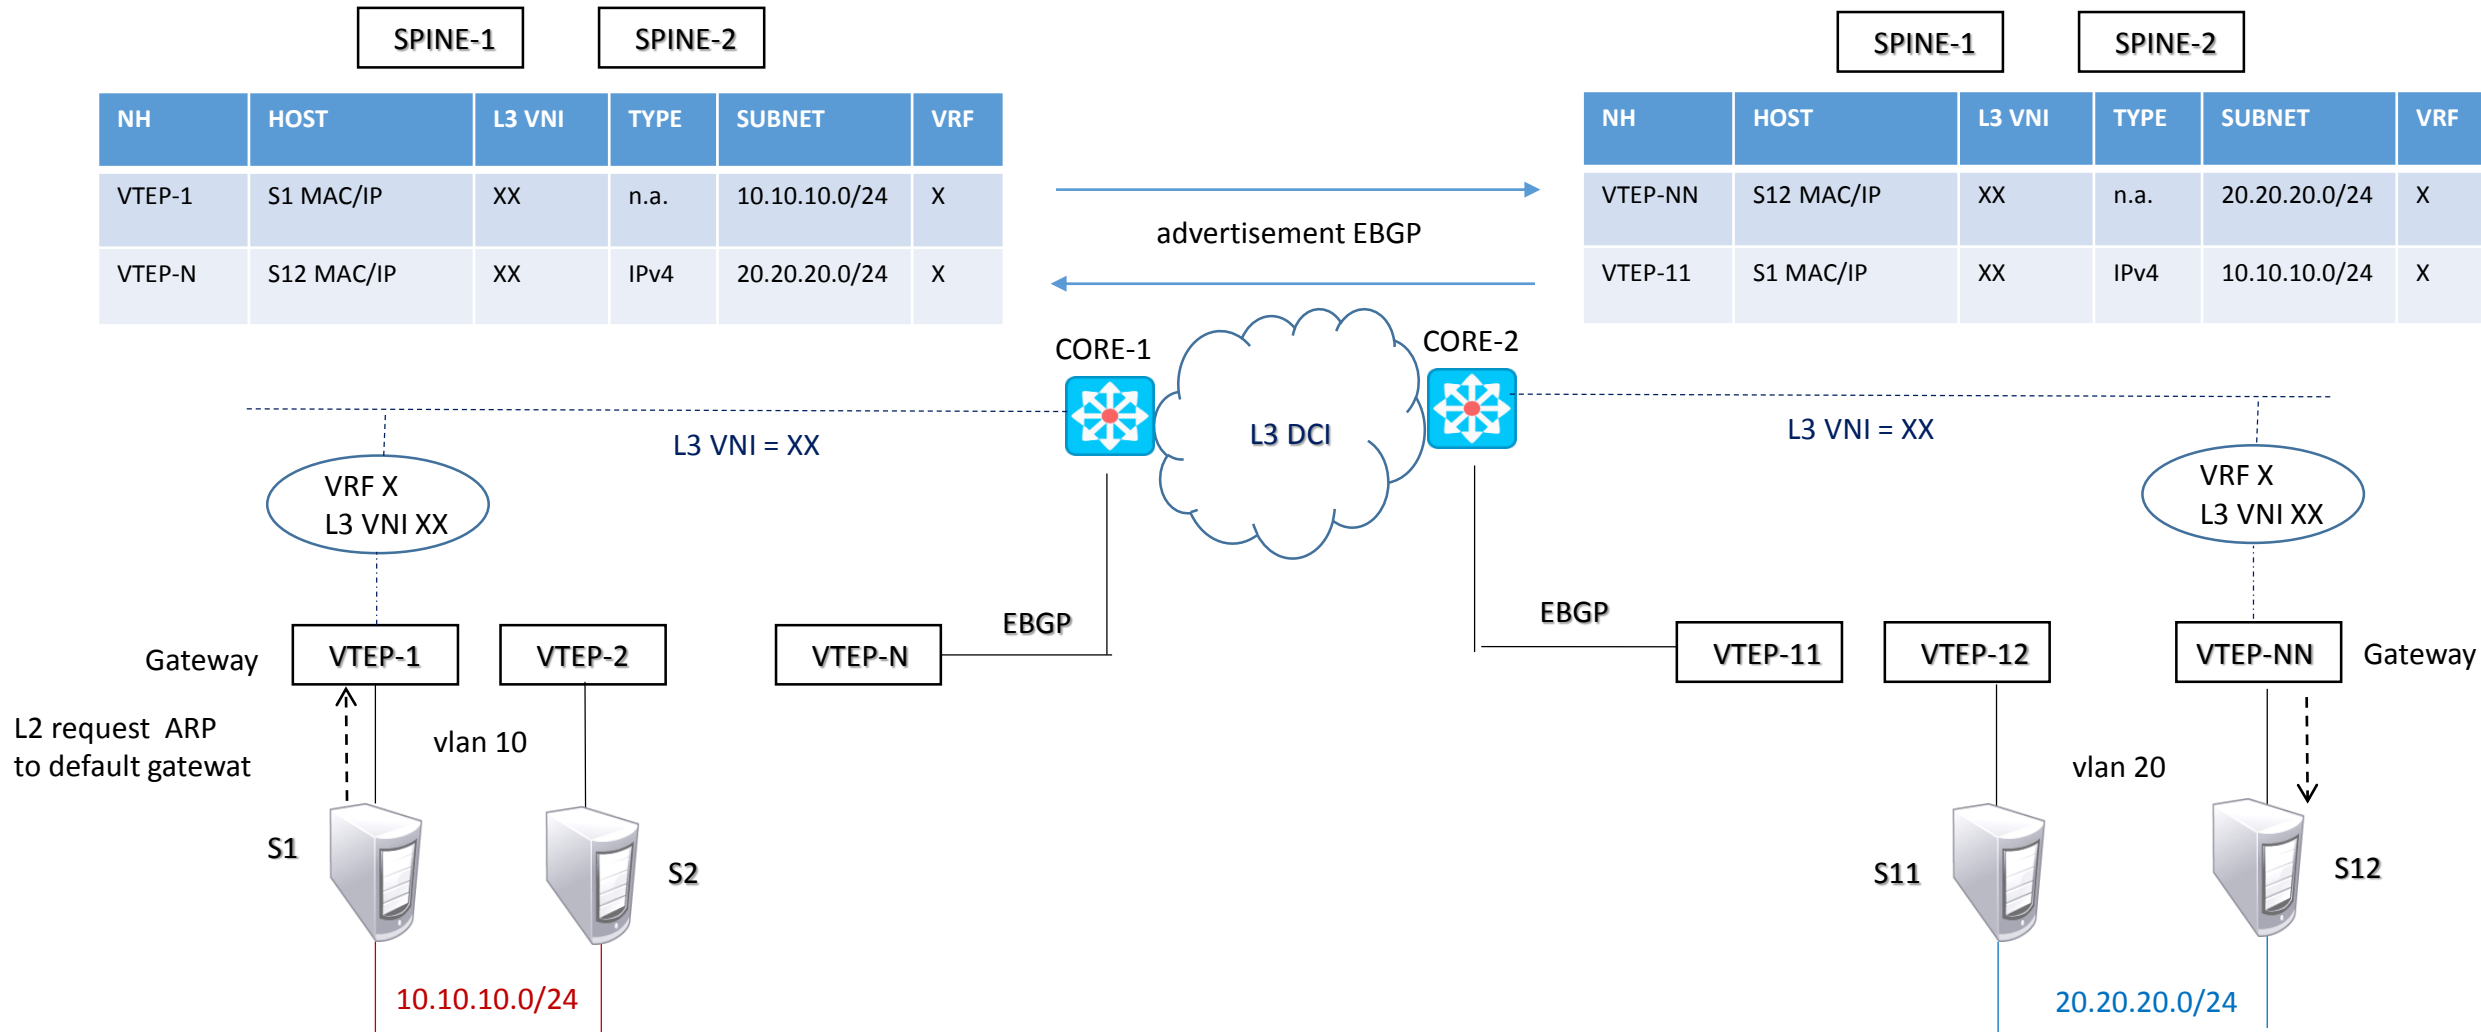 SPINE-1 SPINE-2 SPINE-1 SPINE-2
NH HOST L3 VNI TYPE SUBNET VRF
VTEP-1 S1 MAC/IP XX n.a. 10.10.10.0/24 X
VTEP-N S12 MAC/IP XX IPv4 20.20.20.0/24 X
NH HOST L3 VNI TYPE SUBNET VRF
VTEP-NN S12 MAC/IP XX n.a. 20.20.20.0/24 X
VTEP-11 S1 MAC/IP XX IPv4 10.10.10.0/24 X
advertisement EBGP
CORE-1
CORE-2
L3 DCI
L3 VNI = XX
L3 VNI = XX
VRF X
L3 VNI XX
VRF X
L3 VNI XX
EBGP
EBGP
Gateway
VTEP-1
VTEP-2
VTEP-N
VTEP-11
VTEP-12
VTEP-NN
Gateway
L2 request ARP
to default gatewat
vlan 10
vlan 20
S1
S2
S11
S12
10.10.10.0/24
20.20.20.0/24